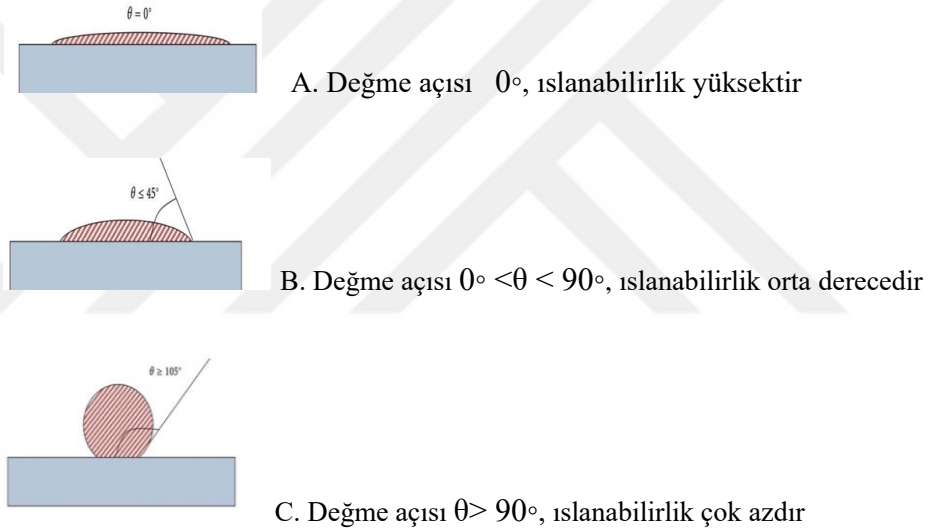 θ = 0°
A. Değme açısı 0◦, ıslanabilirlik yüksektir
θ ≤ 45°
B. Değme açısı 0◦ <θ < 90◦, ıslanabilirlik orta derecedir
θ ≥ 105°
C. Değme açısı θ> 90◦, ıslanabilirlik çok azdır